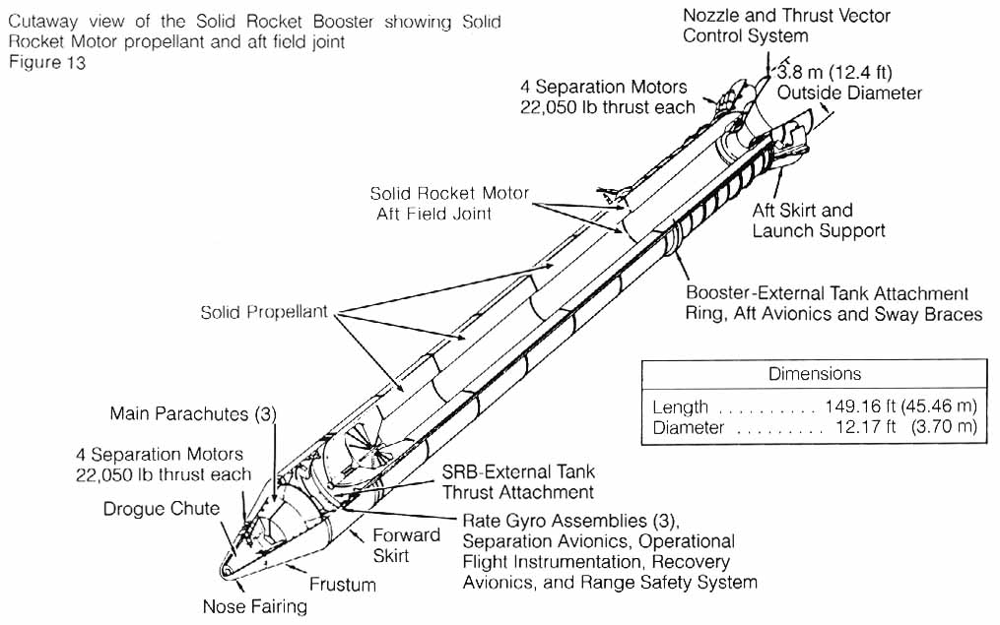 Cutaway view of the Solid Rocket Booster showing Solid
Rocket Motor propellant and aft field joint
Figure 13
Nozzle and Thrust Vector
Control System
3.8 m (12.4 ft)
Outside Diameter
4 Separation Motors
22,050 lb thrust each
Solid Rocket Motor
Aft Field Joint
Aft Skirt and
Launch Support
Booster-External Tank Attachment
Ring, Aft Avionics and Sway Braces
Solid Propellant
Dimensions
Length . . . . . . . . . . 149.16 ft (45.46 m)
Diameter . . . . . . . . . 12.17 ft (3.70 m)
Main Parachutes (3)
4 Separation Motors
22,050 lb thrust each
Drogue Chute
SRB-External Tank
Thrust Attachment
Rate Gyro Assemblies (3),
Separation Avionics, Operational
Flight Instrumentation, Recovery
Avionics, and Range Safety System
Forward
Skirt
Frustum
Nose Fairing